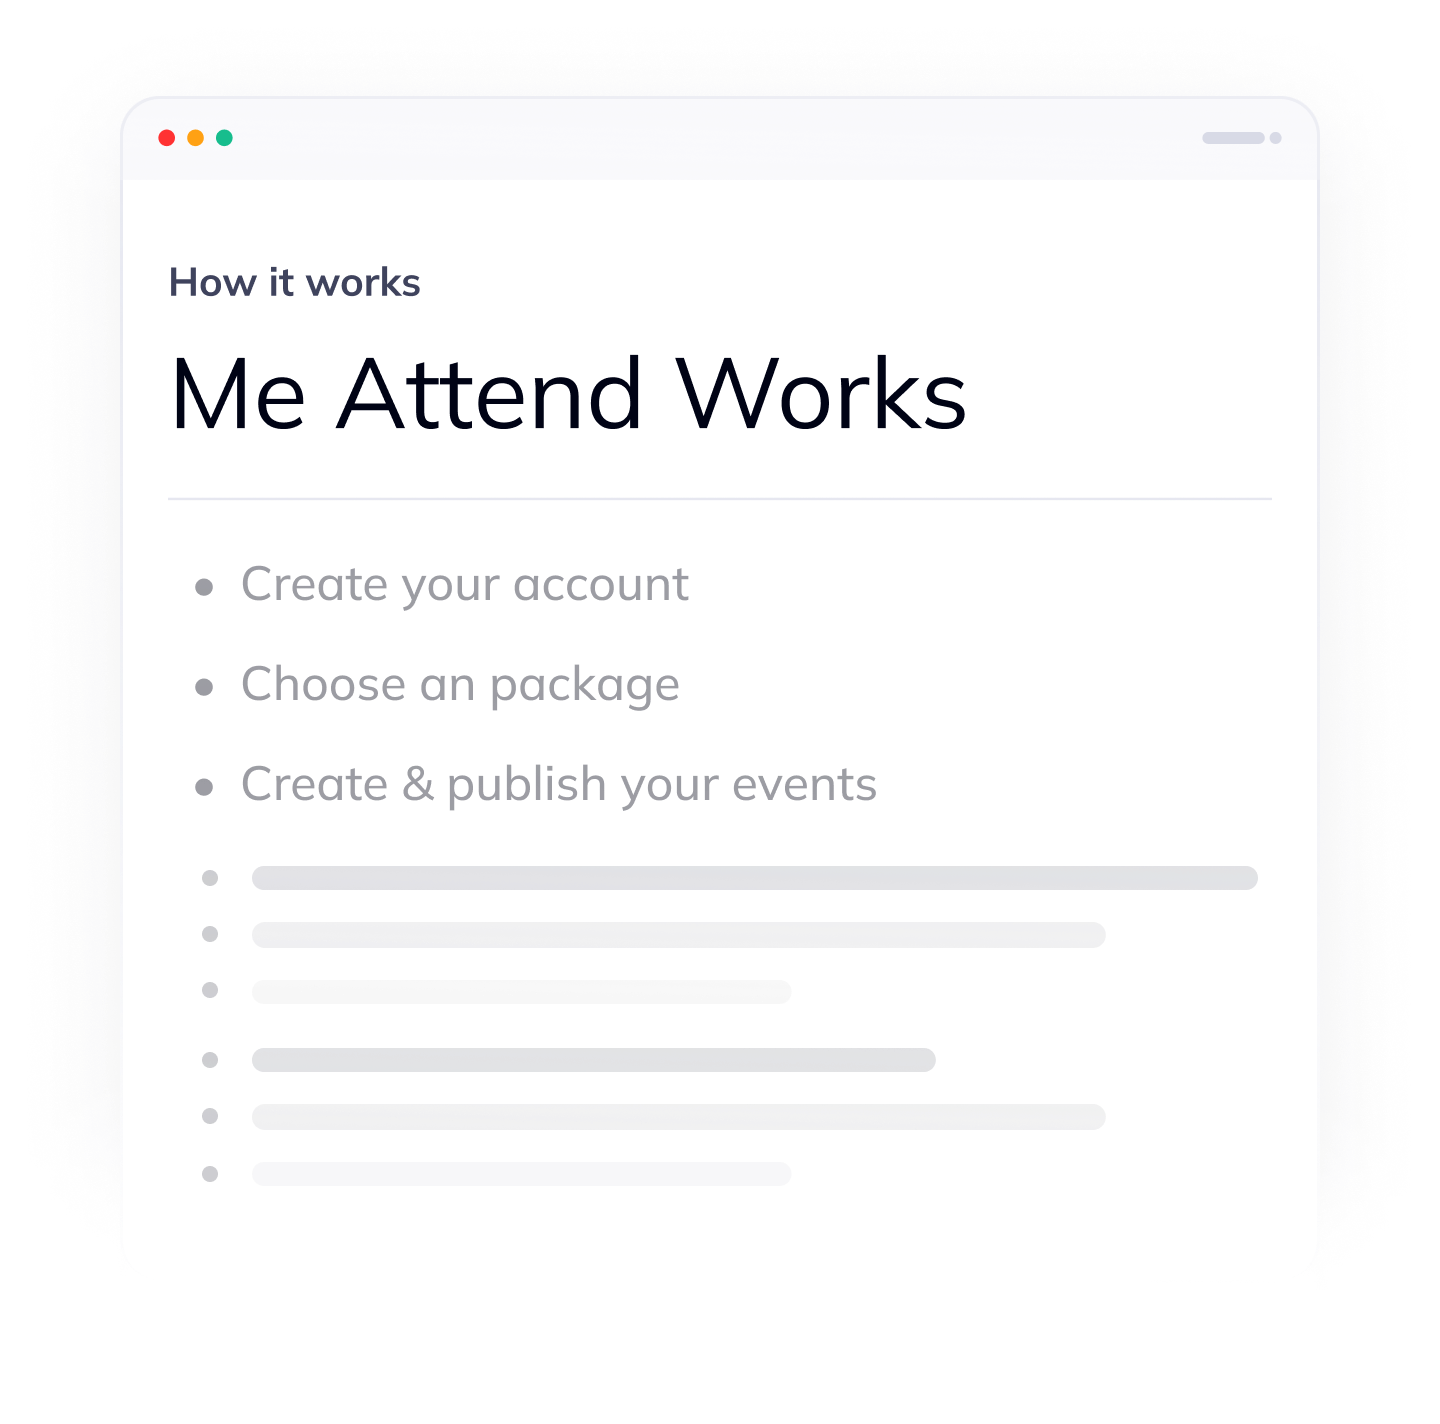 How it works
Me Attend Works
• Create your account
• Choose an package
• Create & publish your events